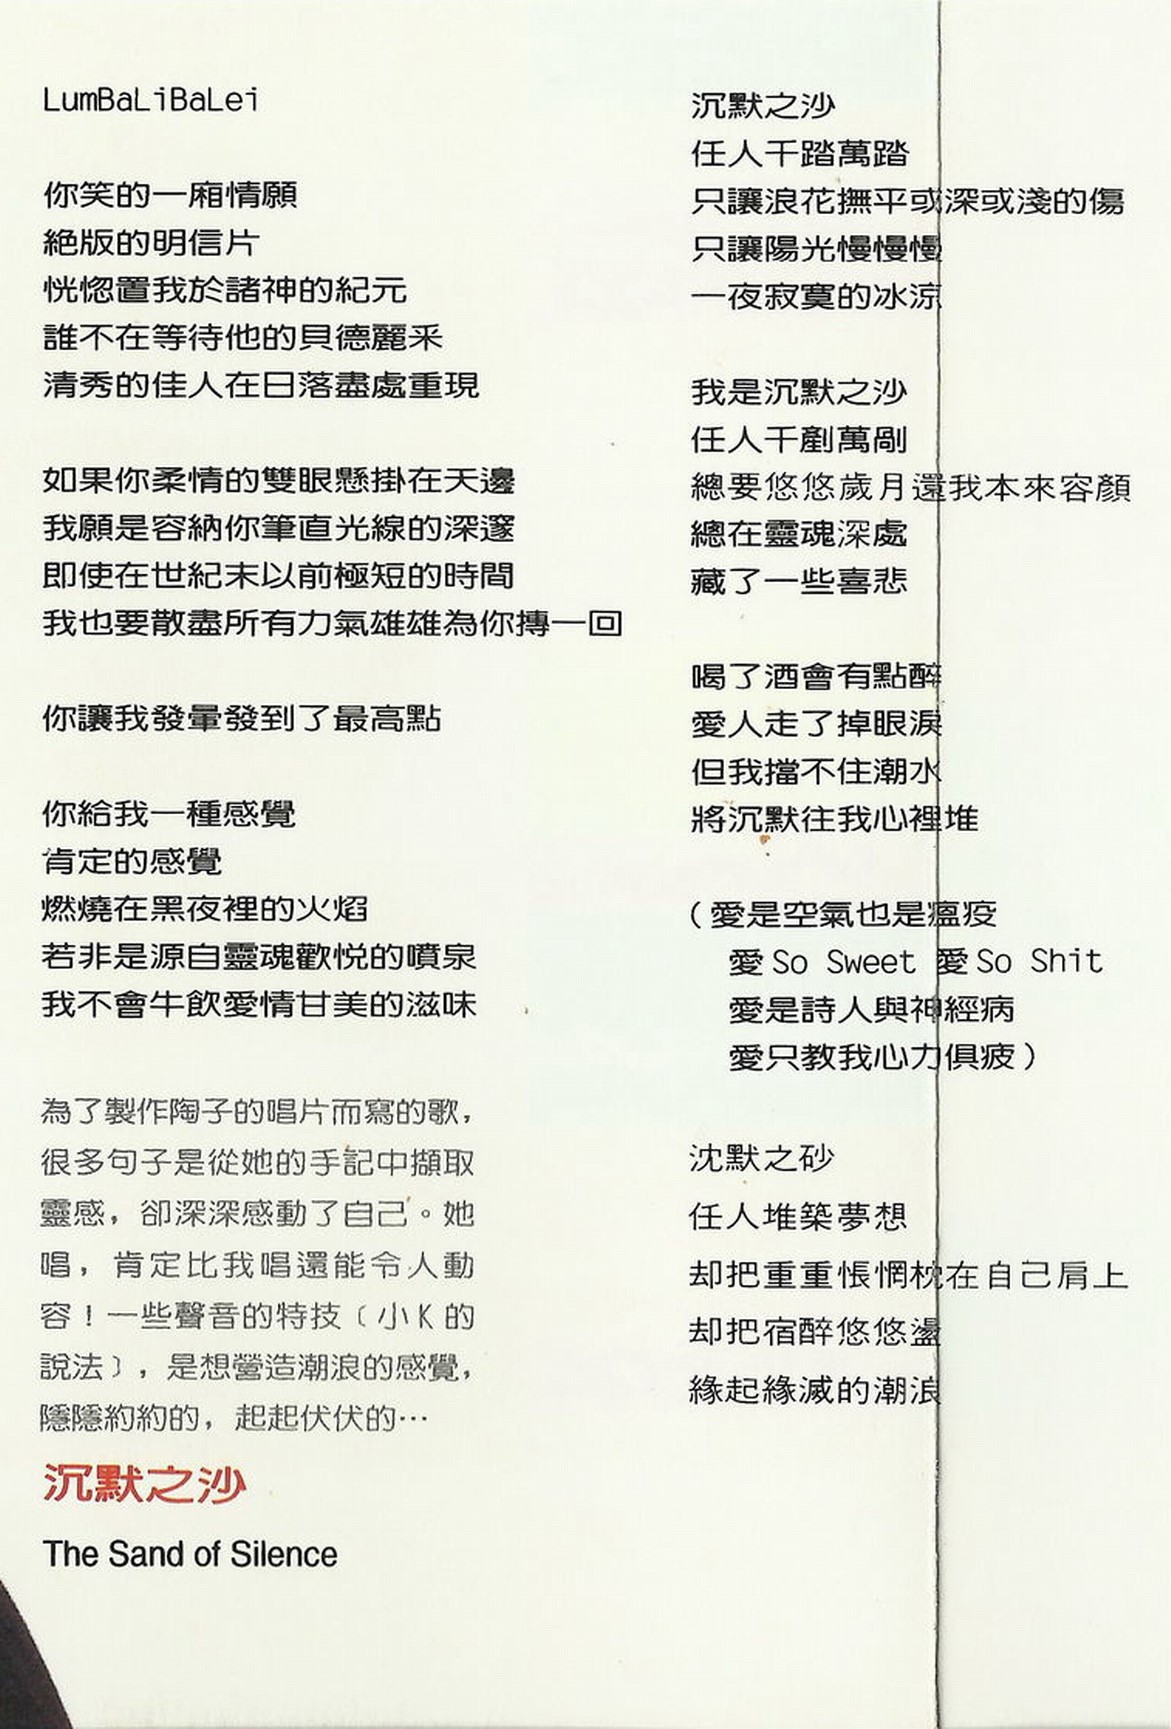 LumBaLiBaLei
你笑的一廂情願
絕版的明信片
恍惚置我於諸神的紀元
誰不在等待他的貝德麗采
清秀的佳人在日落盡處重現
如果你柔情的雙眼懸掛在天邊
我願是容納你筆直光線的深邃
即使在世紀末以前極短的時間
我也要散盡所有力氣雄雄為你摶一回
你讓我發暈發到了最高點
你給我一種感覺
肯定的感覺
燃燒在黑夜裡的火焰
若非是源自靈魂歡悅的噴泉
我不會牛飲愛情甘美的滋味
為了製作陶子的唱片而寫的歌，
很多句子是從她的手記中擷取
靈感，卻深深感動了自己。她
唱，肯定比我唱還能令人動
容！一些聲音的特技（小K的
說法），是想營造潮浪的感覺，
隱隱約約的，起起伏伏的…
沉默之沙
The Sand of Silence
沉默之沙
任人千踏萬踏
只讓浪花撫平或深或淺的傷
只讓陽光慢慢慢
一夜寂寞的冰涼
我是沉默之沙
任人千剷萬剮
總要悠悠歲月還我本來容顏
總在靈魂深處
藏了一些喜悲
喝了酒會有點醉
愛人走了掉眼淚
但我擋不住潮水
將沉默往我心裡堆
（愛是空氣也是瘟疫
愛 So Sweet 愛 So Shit
愛是詩人與神經病
愛只教我心力俱疲）
沈默之砂
任人堆築夢想
却把重重悵惘枕在自己肩上
却把宿醉悠悠盪
緣起緣滅的潮浪